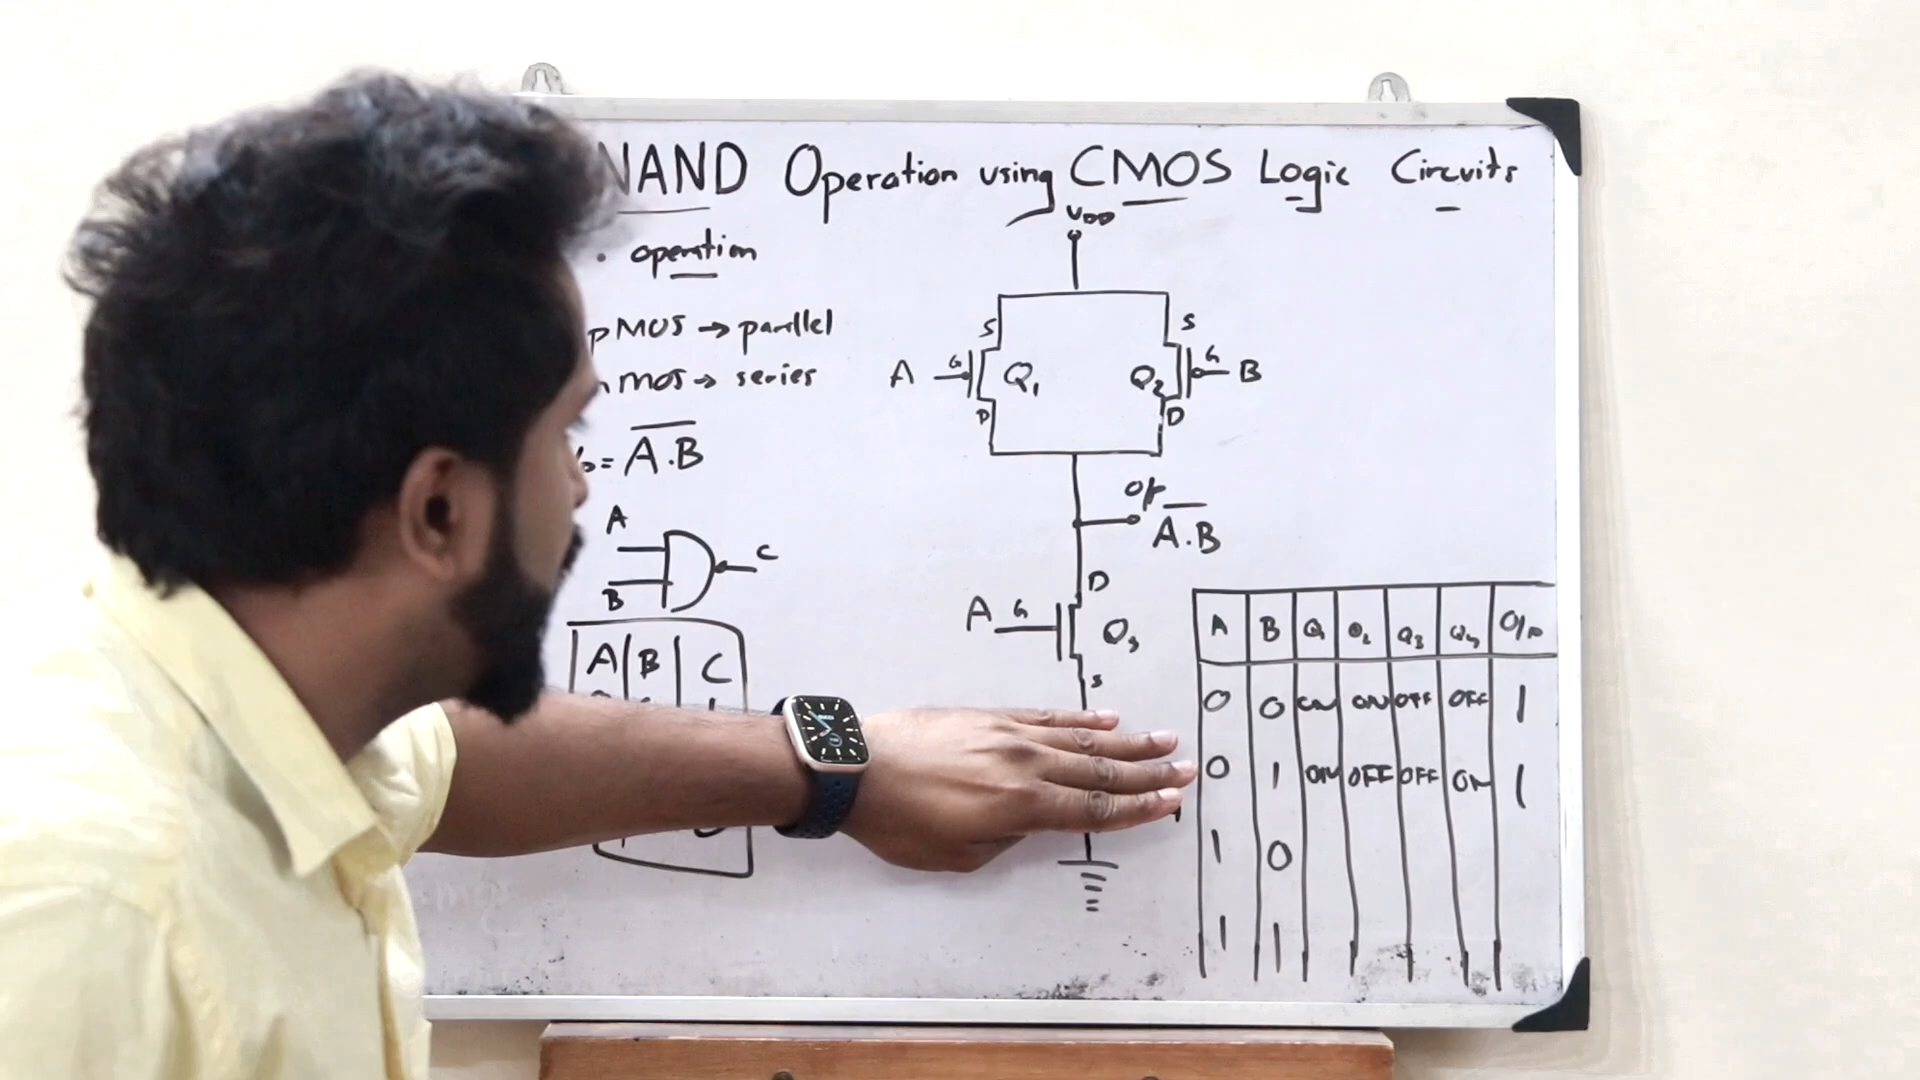 NAND Operation using CMOS Logic Circuits
• operation
pMOS → parallel
nmos → series
= A.B
A
B
C
A B C
VDD
S
S
A G Q1
Q2 G B
D
D
O/P
A.B
D
A G Q3
S
A B Q Q2 Q3 Q4 O/P
0 0 ON ON OFF OFF 1
0 1 ON OFF OFF ON 1
1 0
1 1